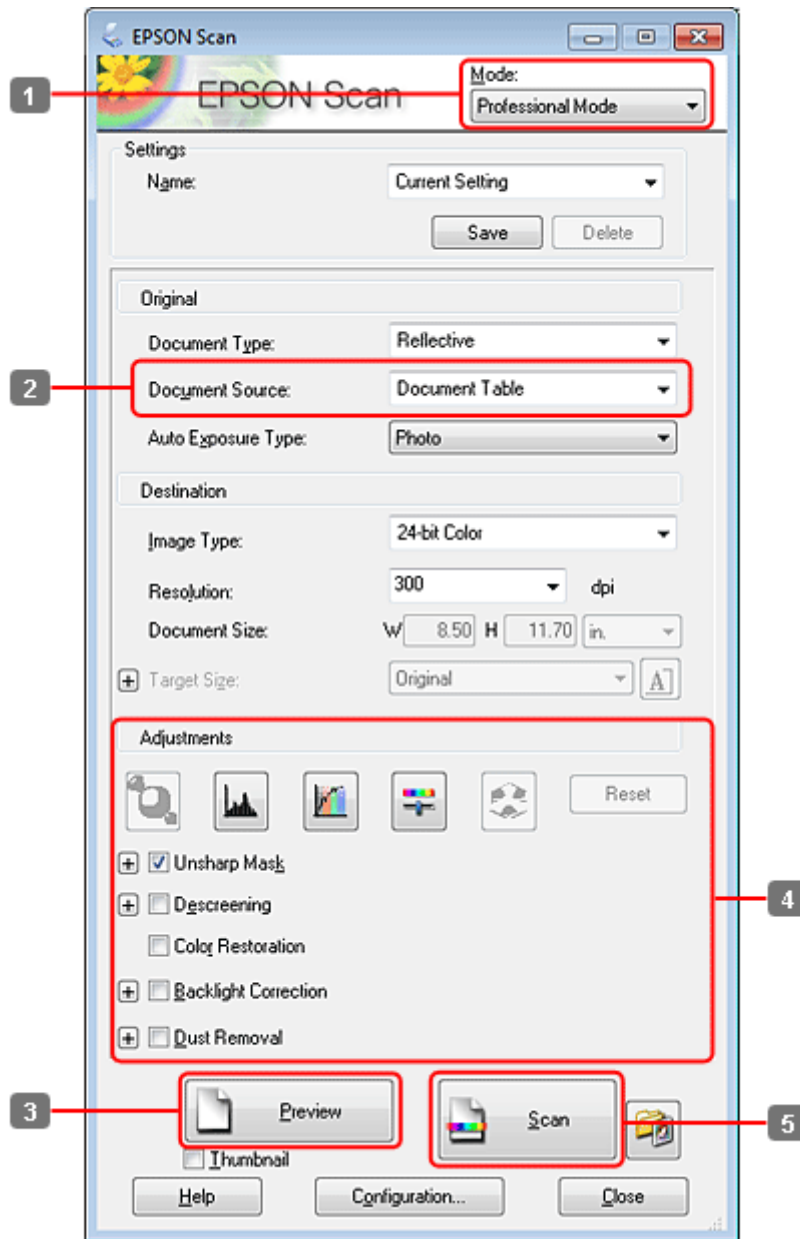 EPSON Scan
1
EPSON Scan
Mode:
Professional Mode
Settings
Name: Current Setting
Save Delete
Original
Document Type: Reflective
2
Document Source: Document Table
Auto Exposure Type: Photo
Destination
Image Type: 24-bit Color
Resolution: 300 dpi
Document Size: W 8.50 H 11.70 in.
Target Size: Original A
Adjustments
Reset
Unsharp Mask
4
Descreening
Color Restoration
Backlight Correction
Dust Removal
3
Preview Scan
5
Thumbnail
Help Configuration... Close